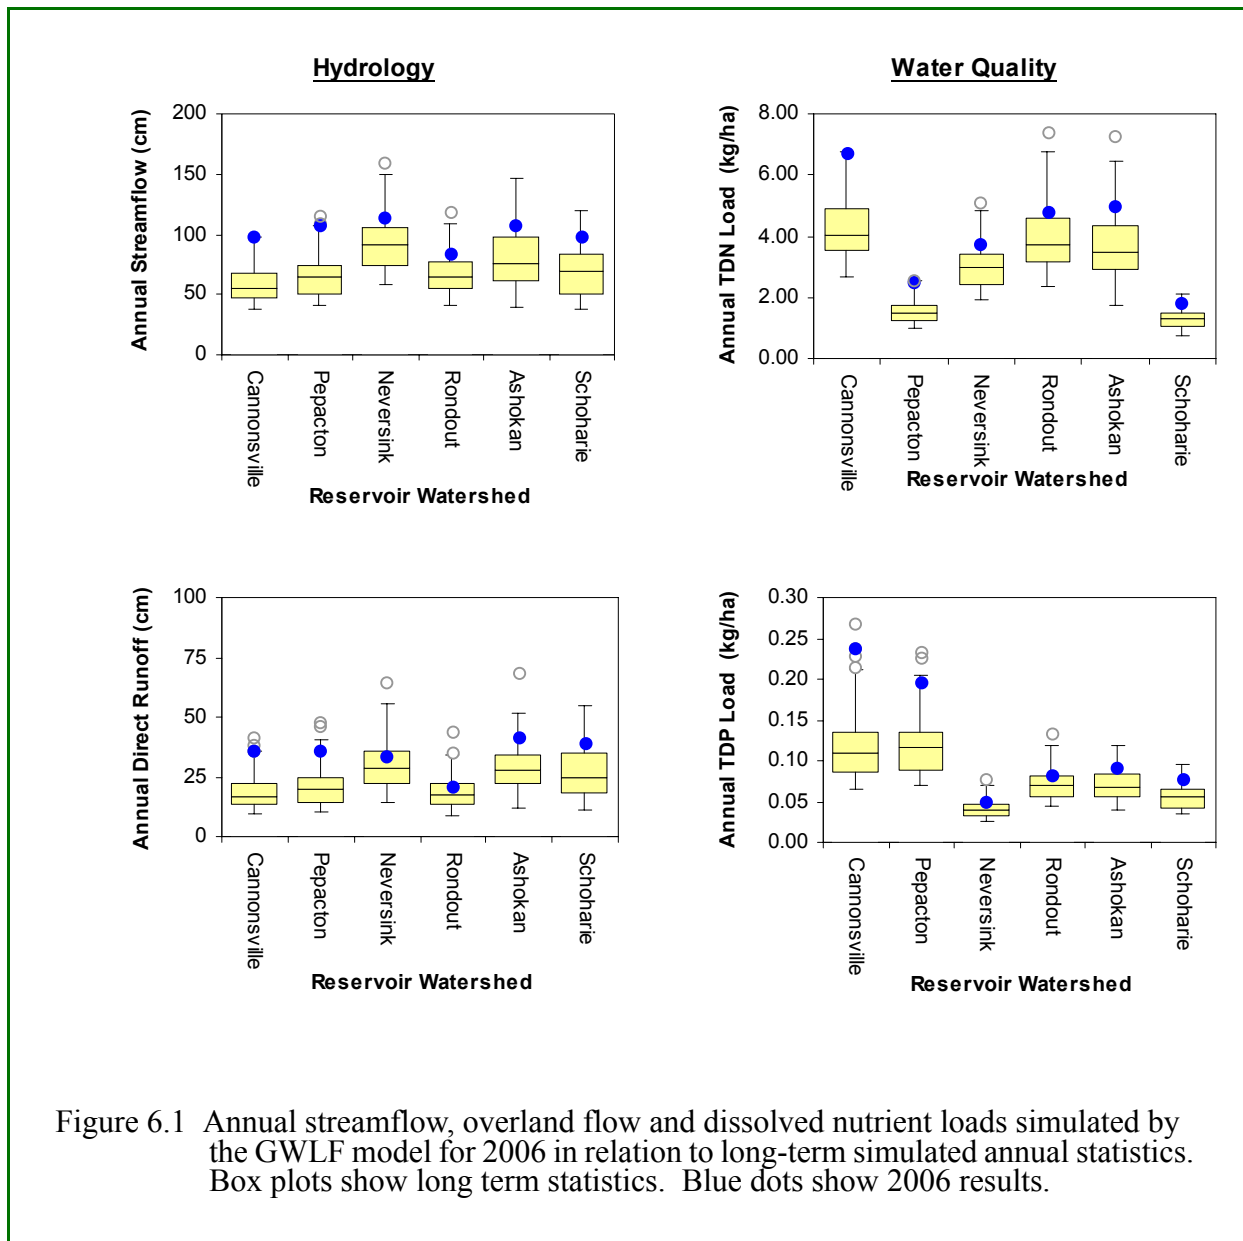 Hydrology
Water Quality
Annual Streamflow (cm)
200
150
100
50
0
Cannonsville
Pepacton
Neversink
Rondout
Ashokan
Schoharie
Reservoir Watershed
Annual TDN Load (kg/ha)
8.00
6.00
4.00
2.00
0.00
Cannonsville
Pepacton
Neversink
Rondout
Ashokan
Schoharie
Reservoir Watershed
Annual Direct Runoff (cm)
100
75
50
25
0
Cannonsville
Pepacton
Neversink
Rondout
Ashokan
Schoharie
Reservoir Watershed
Annual TDP Load (kg/ha)
0.30
0.25
0.20
0.15
0.10
0.05
0.00
Cannonsville
Pepacton
Neversink
Rondout
Ashokan
Schoharie
Reservoir Watershed
Figure 6.1 Annual streamflow, overland flow and dissolved nutrient loads simulated by
the GWLF model for 2006 in relation to long-term simulated annual statistics.
Box plots show long term statistics. Blue dots show 2006 results.